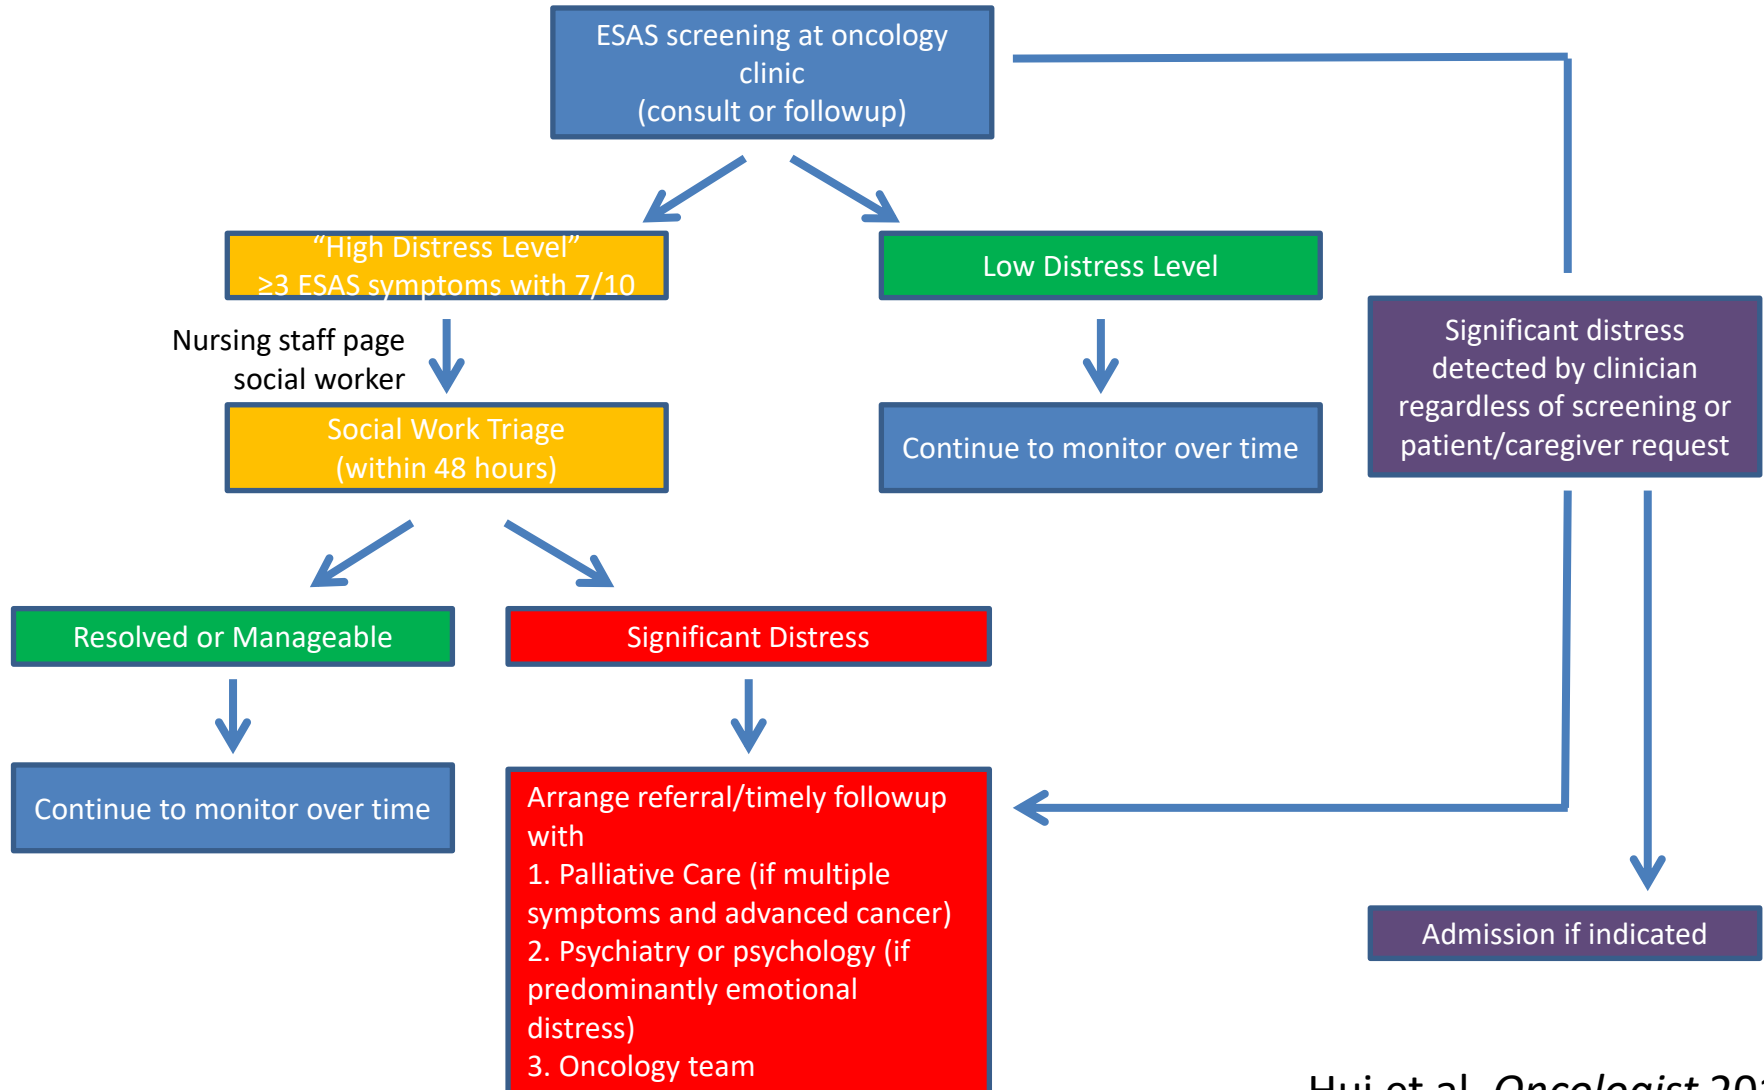 ESAS screening at oncology
clinic
(consult or followup)
“High Distress Level”
≥3 ESAS symptoms with 7/10
Low Distress Level
Significant distress
detected by clinician
regardless of screening or
patient/caregiver request
Nursing staff page
social worker
Social Work Triage
(within 48 hours)
Continue to monitor over time
Resolved or Manageable
Significant Distress
Continue to monitor over time
Arrange referral/timely followup
with
1. Palliative Care (if multiple
symptoms and advanced cancer)
2. Psychiatry or psychology (if
predominantly emotional
distress)
3. Oncology team
Admission if indicated
Hui et al. Oncologist